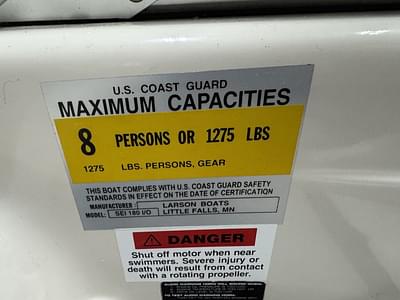 U.S. COAST GUARD
MAXIMUM CAPACITIES
8 PERSONS OR 1275 LBS
1275 LBS. PERSONS, GEAR
THIS BOAT COMPLIES WITH U.S. COAST GUARD SAFETY
STANDARDS IN EFFECT ON THE DATE OF CERTIFICATION
MANUFACTURER: LARSON BOATS
MODEL: SEI 180 I/O LITTLE FALLS, MN
DANGER
Shut off motor when near
swimmers. Severe injury or
death will result from contact
with a rotating propeller.